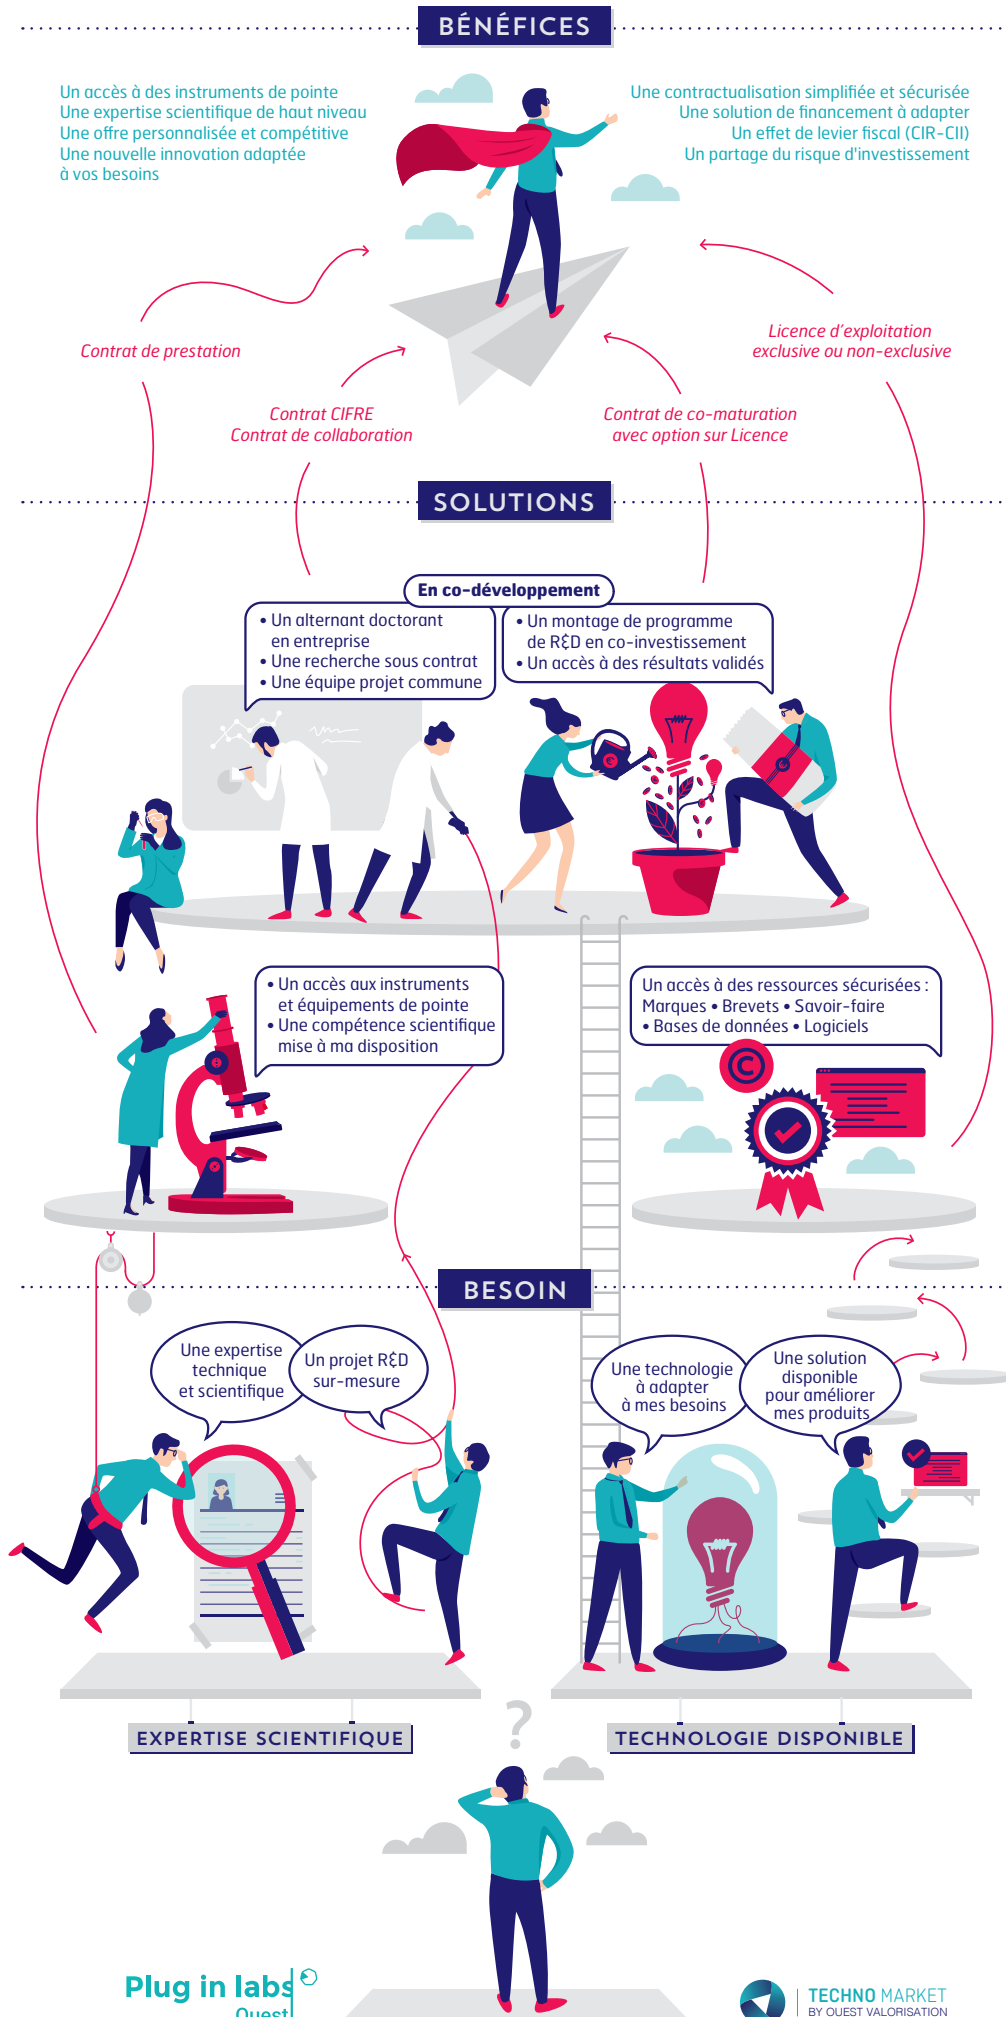 BÉNÉFICES
Un accès à des instruments de pointe
Une expertise scientifique de haut niveau
Une offre personnalisée et compétitive
Une nouvelle innovation adaptée
à vos besoins
Une contractualisation simplifiée et sécurisée
Une solution de financement à adapter
Un effet de levier fiscal (CIR-CII)
Un partage du risque d'investissement
Contrat de prestation
Licence d'exploitation
exclusive ou non-exclusive
Contrat CIFRE
Contrat de collaboration
Contrat de co-maturation
avec option sur Licence
SOLUTIONS
En co-développement
• Un alternant doctorant
en entreprise
• Une recherche sous contrat
• Une équipe projet commune
• Un montage de programme
de R&D en co-investissement
• Un accès à des résultats validés
• Un accès aux instruments
et équipements de pointe
• Une compétence scientifique
mise à ma disposition
Un accès à des ressources sécurisées :
Marques • Brevets • Savoir-faire
• Bases de données • Logiciels
©
BESOIN
Une expertise
technique
et scientifique
Un projet R&D
sur-mesure
Une technologie
à adapter
à mes besoins
Une solution
disponible
pour améliorer
mes produits
EXPERTISE SCIENTIFIQUE
TECHNOLOGIE DISPONIBLE
?
Plug in labs
Ouest
TECHNO MARKET
BY OUEST VALORISATION